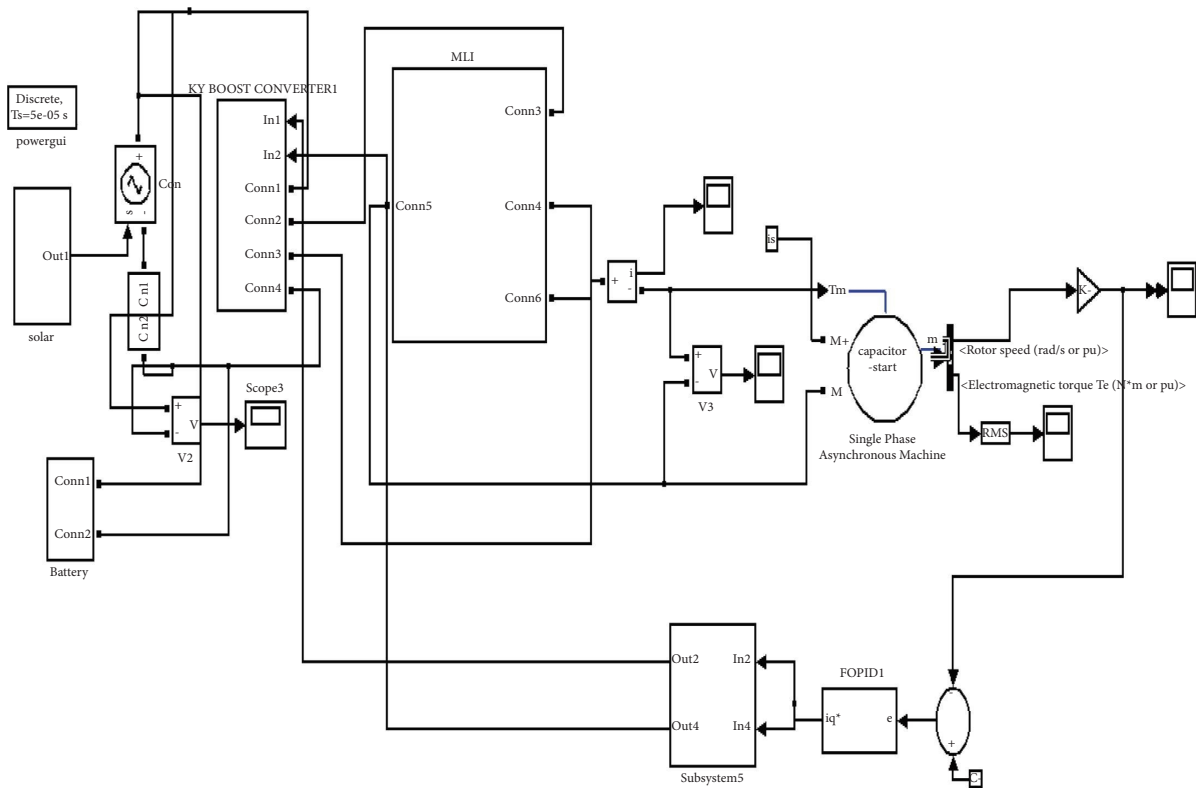 Discrete,
Ts=5e-05 s
powergui
KY BOOST CONVERTER1
In1
In2
Conn1
Conn2
Conn3
Conn4
MLI
Conn3
Conn5
Conn4
Conn6
+
s
-
Con
Out1
solar
C n1
C n2
+
-
V
V2
Scope3
Conn1
Conn2
Battery
+
i
-
+
-
V
V3
is
Tm
M+
M
capacitor
-start
m
Single Phase
Asynchronous Machine
<Rotor speed (rad/s or pu)>
<Electromagnetic torque Te (N*m or pu)>
K-
RMS
Out2
Out4
In2
In4
Subsystem5
FOPID1
iq*
e
-
+
C-